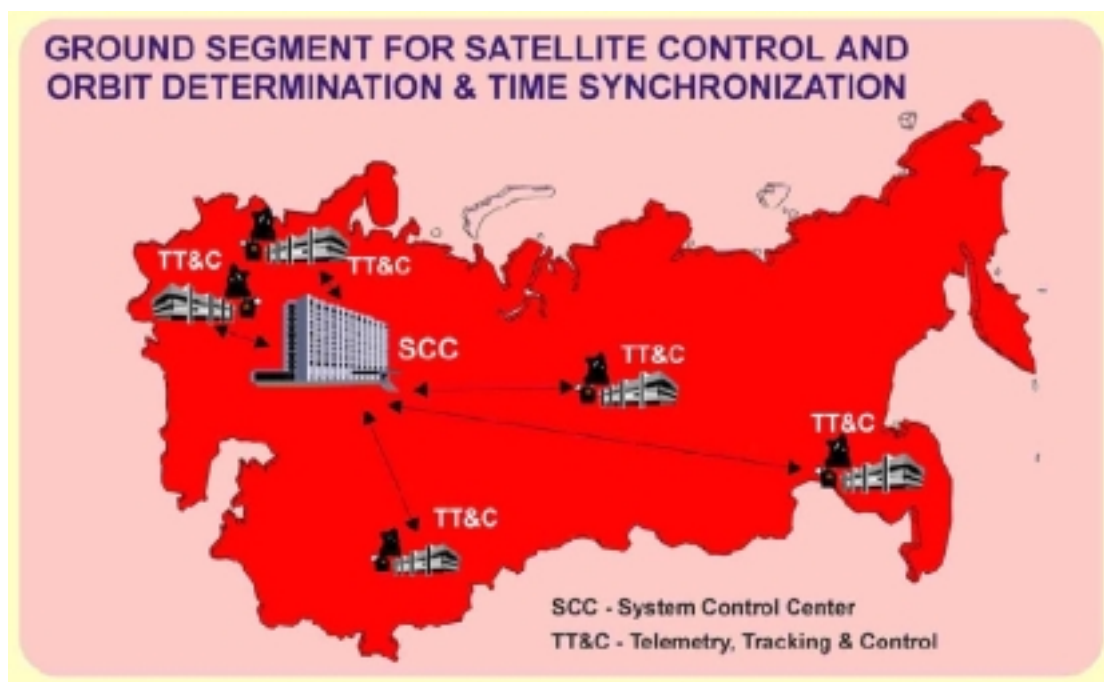 GROUND SEGMENT FOR SATELLITE CONTROL AND
ORBIT DETERMINATION & TIME SYNCHRONIZATION
TT&C
TT&C
SCC
TT&C
TT&C
TT&C
SCC - System Control Center
TT&C - Telemetry, Tracking & Control